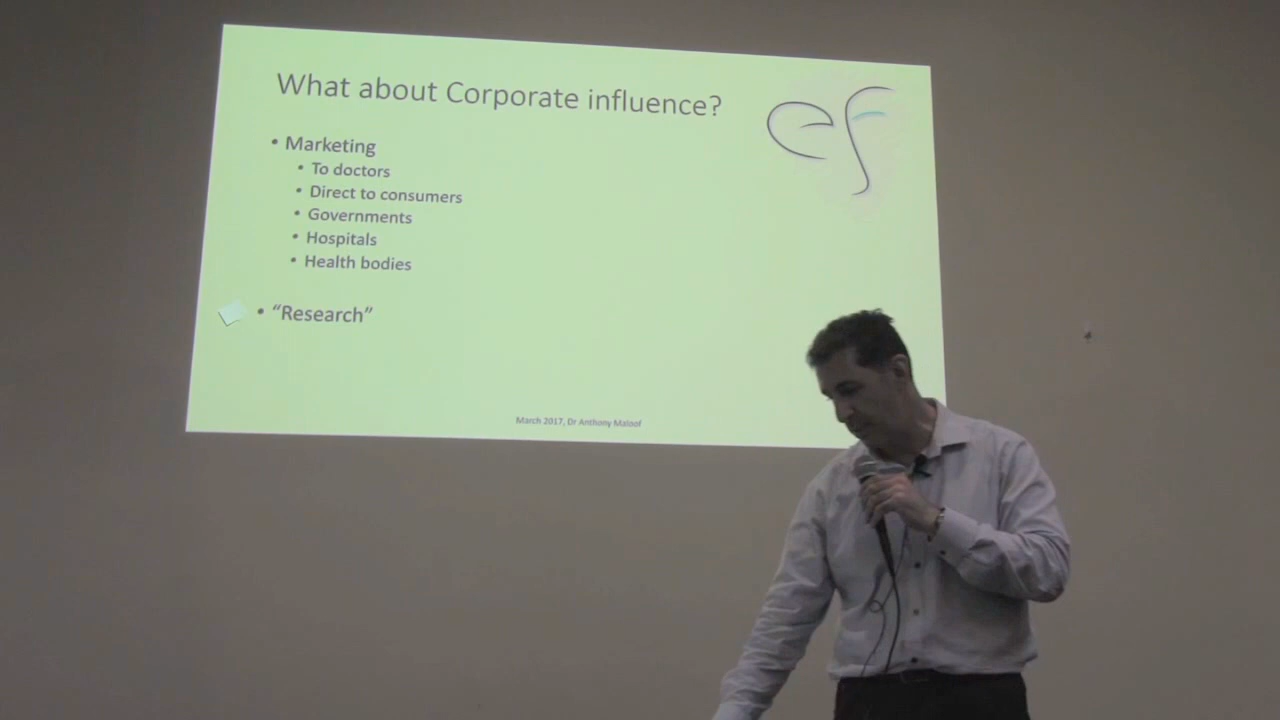 What about Corporate influence?
ef
• Marketing
• To doctors
• Direct to consumers
• Governments
• Hospitals
• Health bodies
• “Research”
March 2017, Dr Anthony Maloof